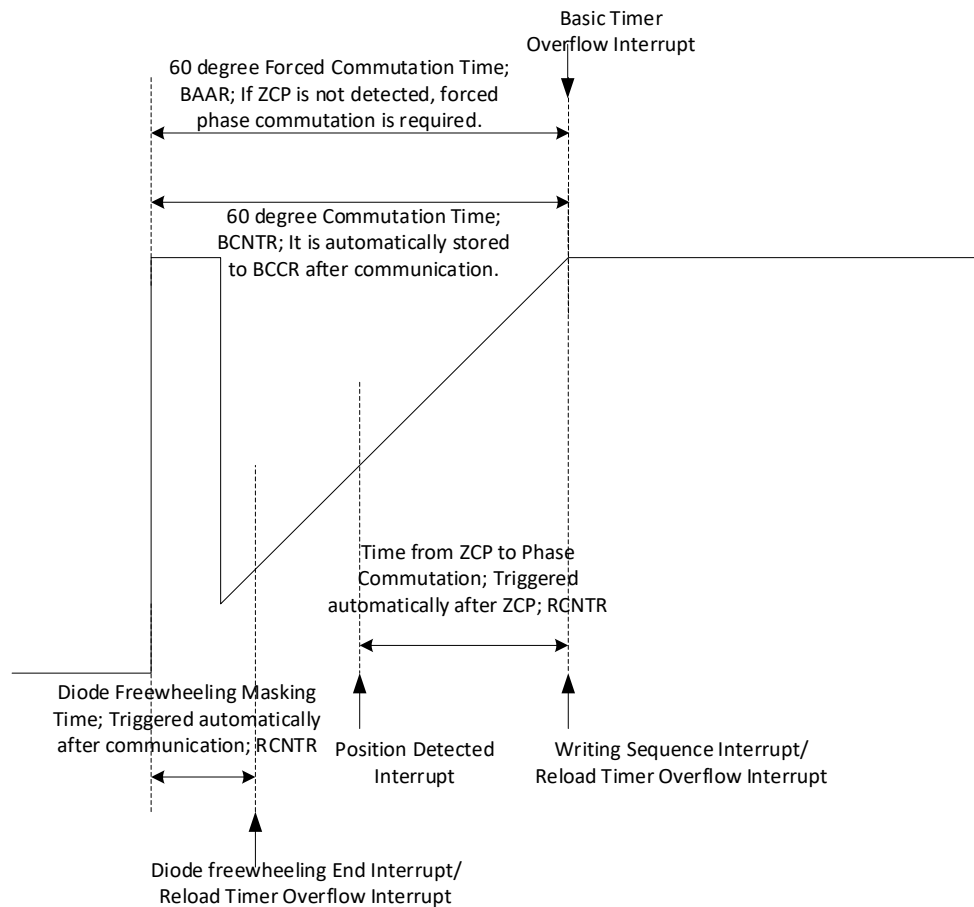 Basic Timer
Overflow Interrupt
60 degree Forced Commutation Time;
BAAR; If ZCP is not detected, forced
phase commutation is required.
60 degree Commutation Time;
BCNTR; It is automatically stored
to BCCR after communication.
Time from ZCP to Phase
Commutation; Triggered
automatically after ZCP; RCNTR
Diode Freewheeling Masking
Time; Triggered automatically
after communication; RCNTR
Position Detected
Interrupt
Writing Sequence Interrupt/
Reload Timer Overflow Interrupt
Diode freewheeling End Interrupt/
Reload Timer Overflow Interrupt